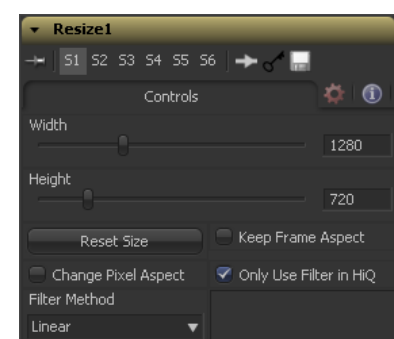 Resize1
S1 S2 S3 S4 S5 S6
Controls
Width
1280
Height
720
Reset Size Keep Frame Aspect
Change Pixel Aspect Only Use Filter in HiQ
Filter Method
Linear